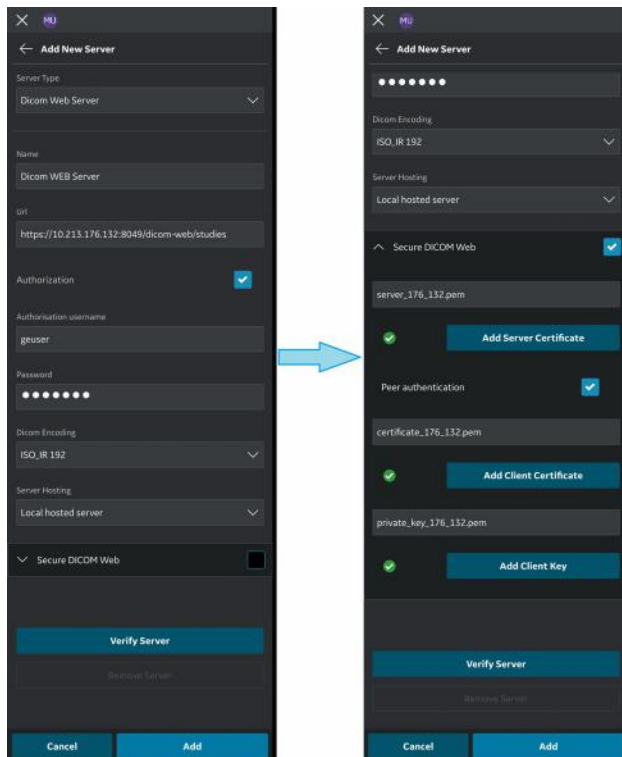 MU
Add New Server
Server Type
Dicom Web Server
Name
Dicom WEB Server
Url
https://10.213.176.132:8049/dicom-web/studies
Authorization
Authorisation username
geuser
Password
Dicom Encoding
ISO_IR 192
Server Hosting
Local hosted server
Secure DICOM Web
Verify Server
Remove Server
Cancel Add
MU
Add New Server
Dicom Encoding
ISO_IR 192
Server Hosting
Local hosted server
Secure DICOM Web
server_176_132.pem
Add Server Certificate
Peer authentication
certificate_176_132.pem
Add Client Certificate
private_key_176_132.pem
Add Client Key
Verify Server
Remove Server
Cancel Add